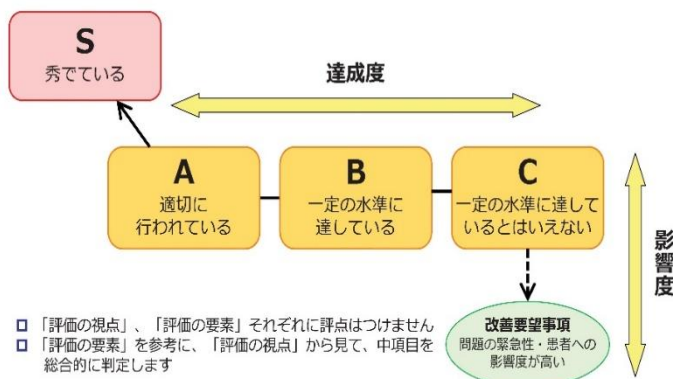 S
秀でている
達成度
A
適切に
行われている
B
一定の水準に
達している
C
一定の水準に達して
いるとはいえない
影響度
改善要望事項
問題の緊急性・患者への
影響度が高い
□ 「評価の視点」、「評価の要素」それぞれに評点はつけません
□ 「評価の要素」を参考に、「評価の視点」から見て、中項目を
総合的に判定します